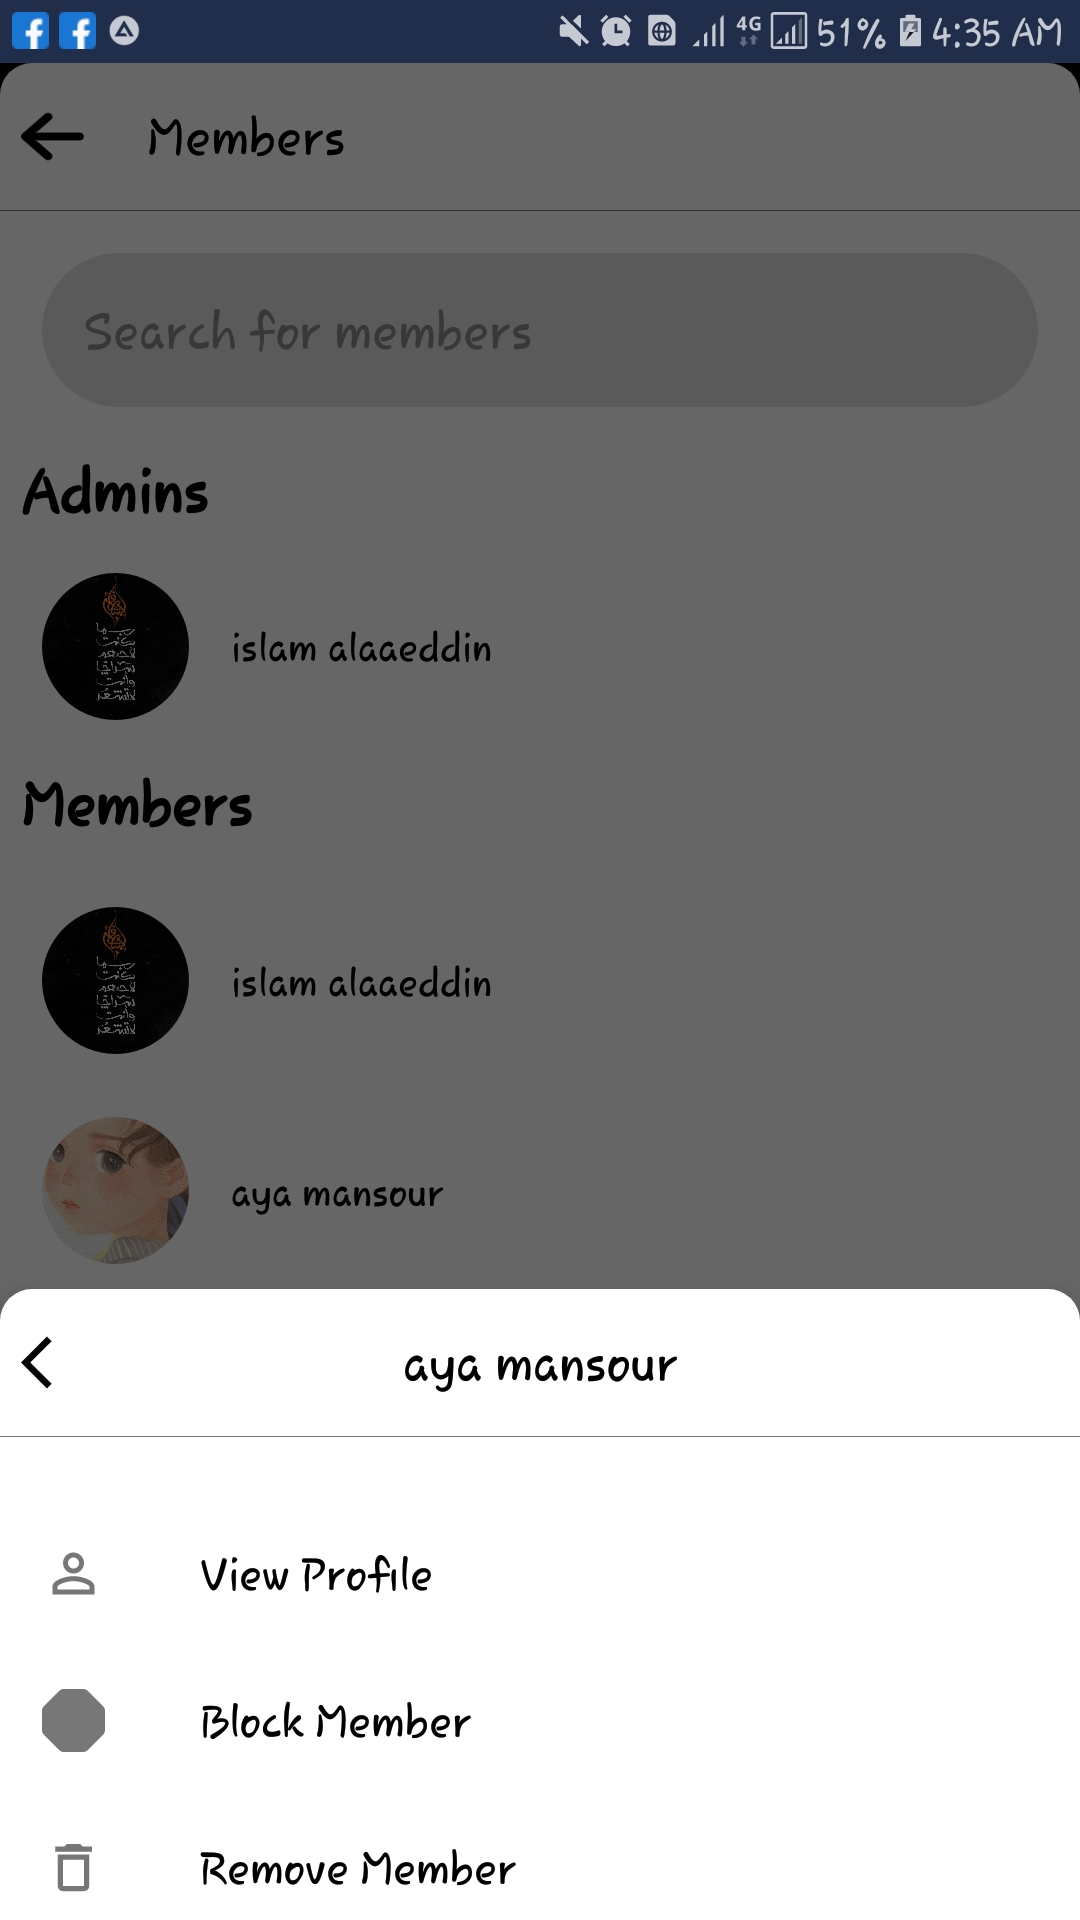 4G 51% 4:35 AM
Members
Search for members
Admins
islam alaaeddin
Members
islam alaaeddin
aya mansour
aya mansour
View Profile
Block Member
Remove Member